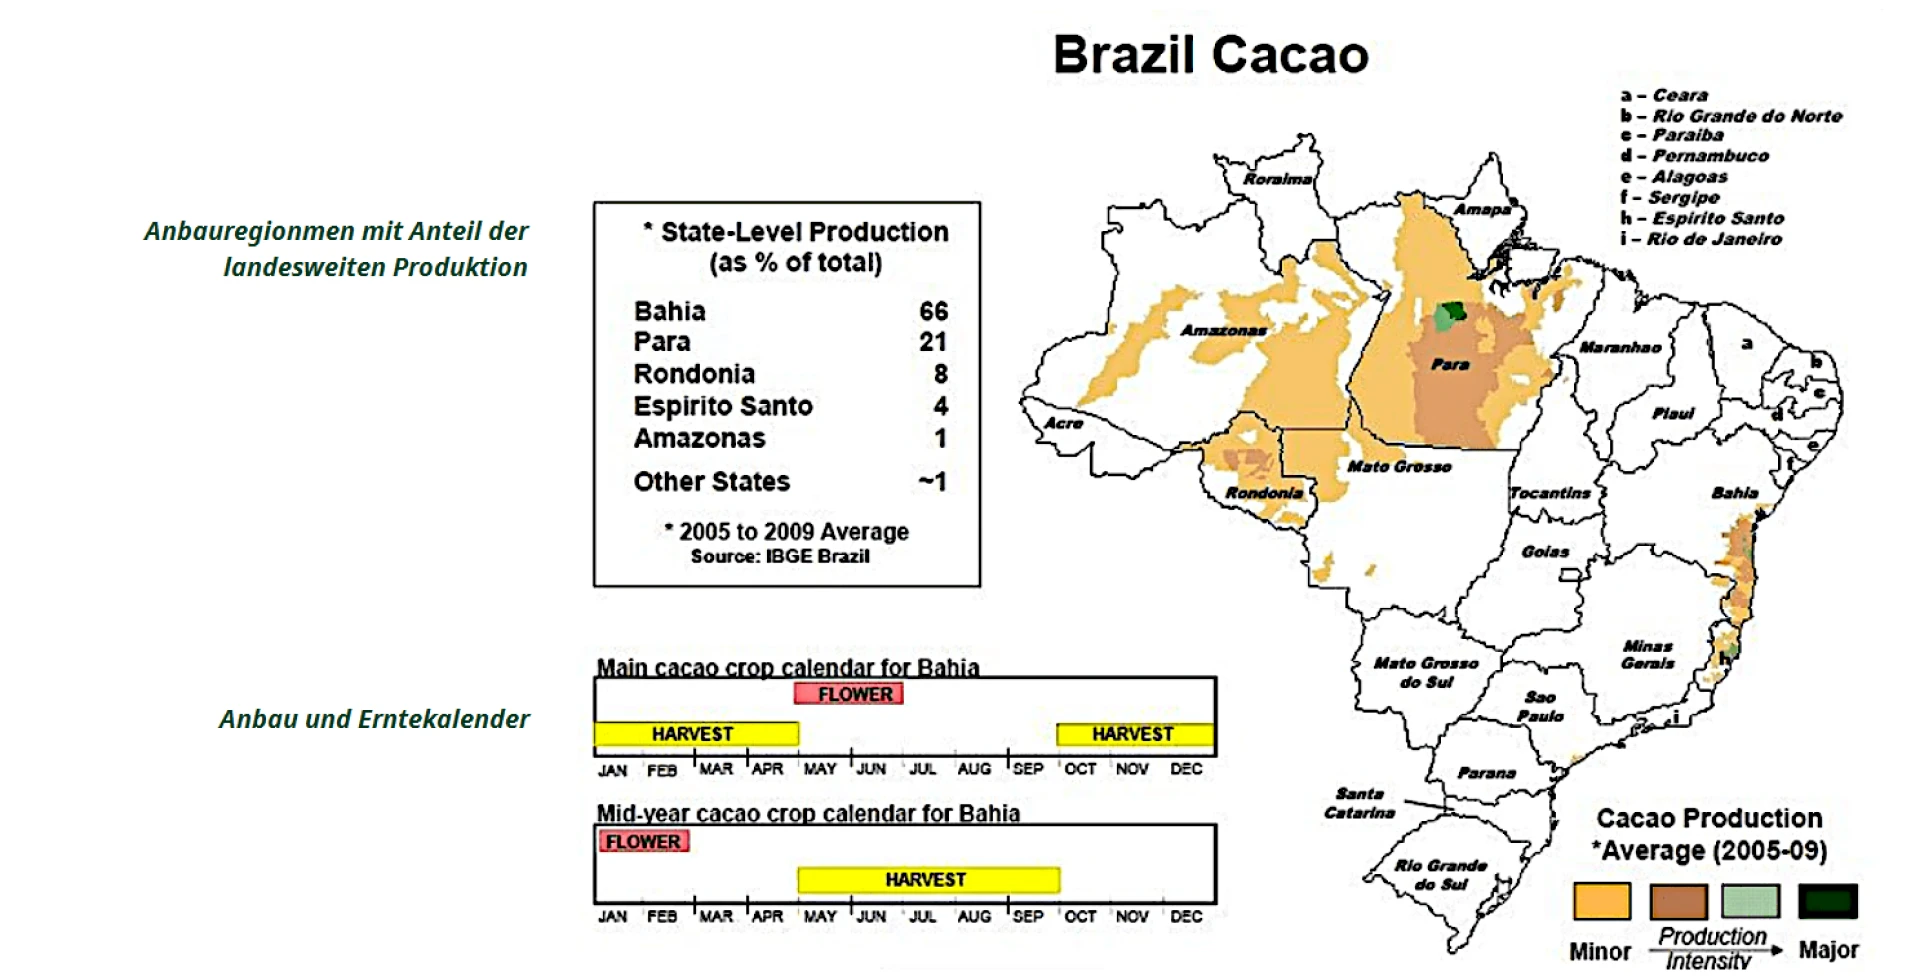 Brazil Cacao
a – Ceara
b – Rio Grande do Norte
c – Paraiba
d – Pernambuco
e – Alagoas
f – Sergipe
h – Espirito Santo
i – Rio de Janeiro
Anbauregionmen mit Anteil der
landesweiten Produktion
* State-Level Production
(as % of total)
Bahia 66
Para 21
Rondonia 8
Espirito Santo 4
Amazonas 1
Other States ~1
* 2005 to 2009 Average
Source: IBGE Brazil
Anbau und Erntekalender
Main cacao crop calendar for Bahia
FLOWER
HARVEST HARVEST
JAN FEB MAR APR MAY JUN JUL AUG SEP OCT NOV DEC
Mid-year cacao crop calendar for Bahia
FLOWER
HARVEST
JAN FEB MAR APR MAY JUN JUL AUG SEP OCT NOV DEC
Roraima
Amapa
Amazonas
Para
Maranhao
a
b
c
Piaui
d
Acre
e
f
Mato Grosso
Rondonia
Tocantins
Bahia
Goias
Minas
Gerais
h
Mato Grosso
do Sul
Sao
Paulo
i
Parana
Santa
Catarina
Rio Grande
do Sul
Cacao Production
*Average (2005-09)
Minor Production Major
Intensity